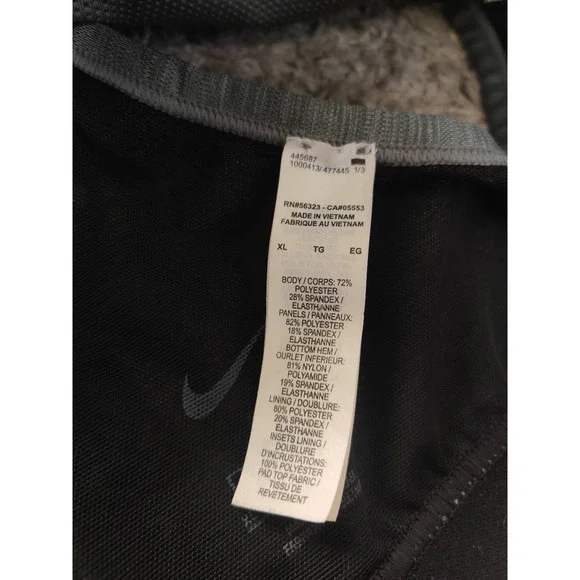 445687
1000413/ 477445 1/3
RN#56323 - CA#05553
MADE IN VIETNAM
FABRIQUE AU VIETNAM
XL TG EG
BODY / CORPS: 72%
POLYESTER
28% SPANDEX /
ELASTHANNE
PANELS / PANNEAUX:
82% POLYESTER
18% SPANDEX /
ELASTHANNE
BOTTOM HEM /
OURLET INFERIEUR:
81% NYLON /
POLYAMIDE
19% SPANDEX /
ELASTHANNE
LINING / DOUBLURE:
80% POLYESTER
20% SPANDEX /
ELASTHANNE
INSETS LINING /
DOUBLURE
D'INCRUSTATIONS:
100% POLYESTER
PAD TOP FABRIC /
TISSU DE
REVETEMENT